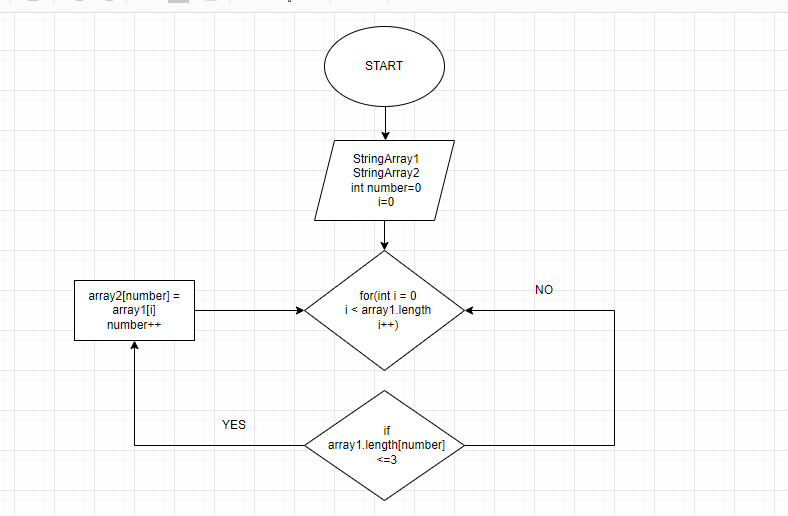 START
StringArray1
StringArray2
int number=0
i=0
for(int i = 0
i < array1.length
i++)
NO
array2[number] =
array1[i]
number++
YES
if
array1.length[number]
<=3